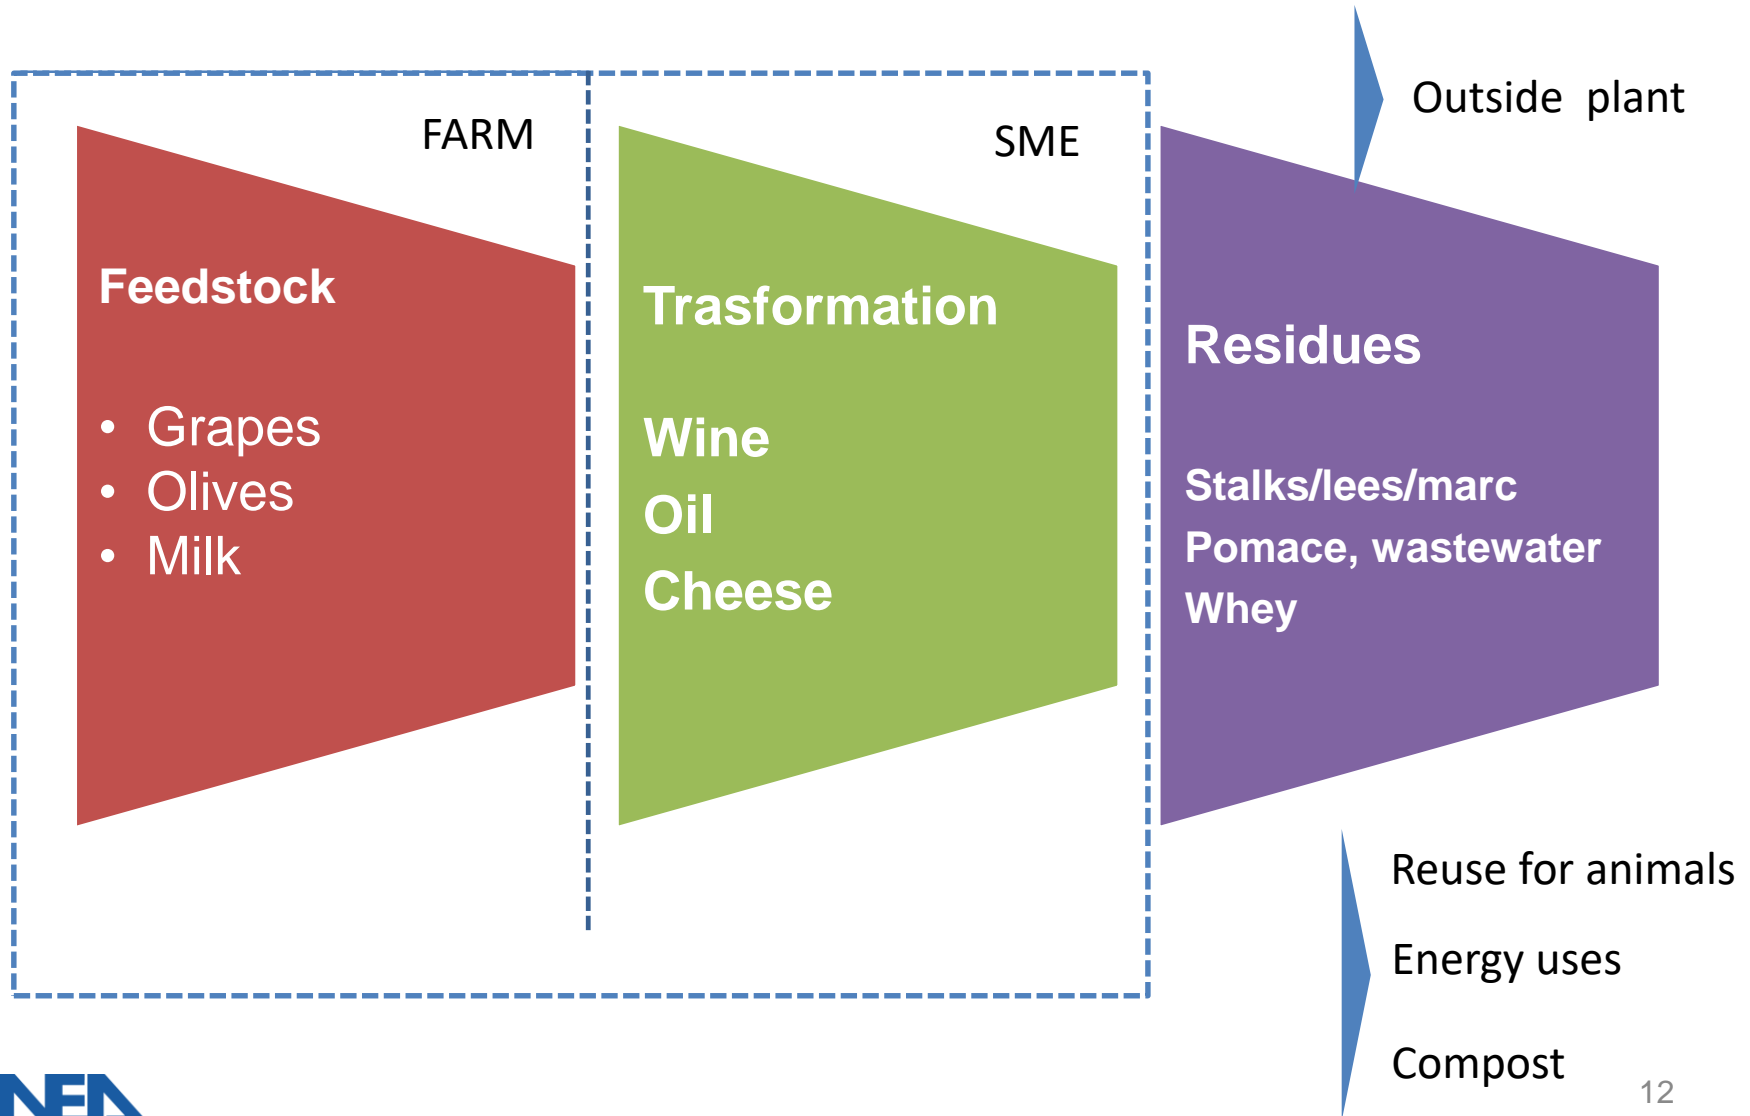 Outside plant
FARM
SME
Feedstock
• Grapes
• Olives
• Milk
Trasformation
Wine
Oil
Cheese
Residues
Stalks/lees/marc
Pomace, wastewater
Whey
Reuse for animals
Energy uses
Compost
12